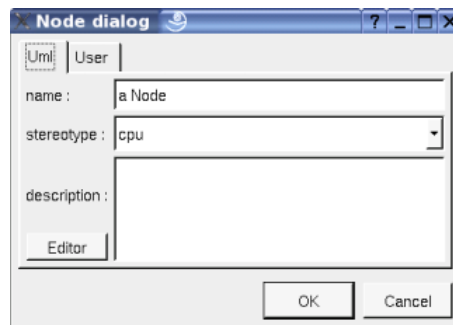 Node dialog
Uml User
name : a Node
stereotype : cpu
description :
Editor
OK Cancel